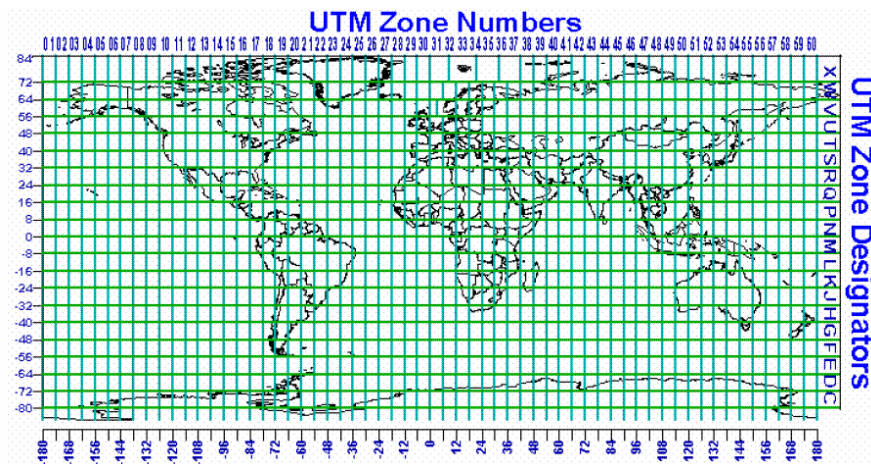 UTM Zone Numbers
01 02 03 04 05 06 07 08 09 10 11 12 13 14 15 16 17 18 19 20 21 22 23 24 25 26 27 28 29 30 31 32 33 34 35 36 37 38 39 40 41 42 43 44 45 46 47 48 49 50 51 52 53 54 55 56 57 58 59 60
84
72
64
56
48
40
32
24
16
8
0
-8
-16
-24
-32
-40
-48
-56
-64
-72
-80
X
W
V
U
T
S
R
Q
P
N
M
L
K
J
H
G
F
E
D
C
UTM Zone Designators
-180 -168 -156 -144 -132 -120 -108 -96 -84 -72 -60 -48 -36 -24 -12 0 12 24 36 48 60 72 84 96 108 120 132 144 156 168 180